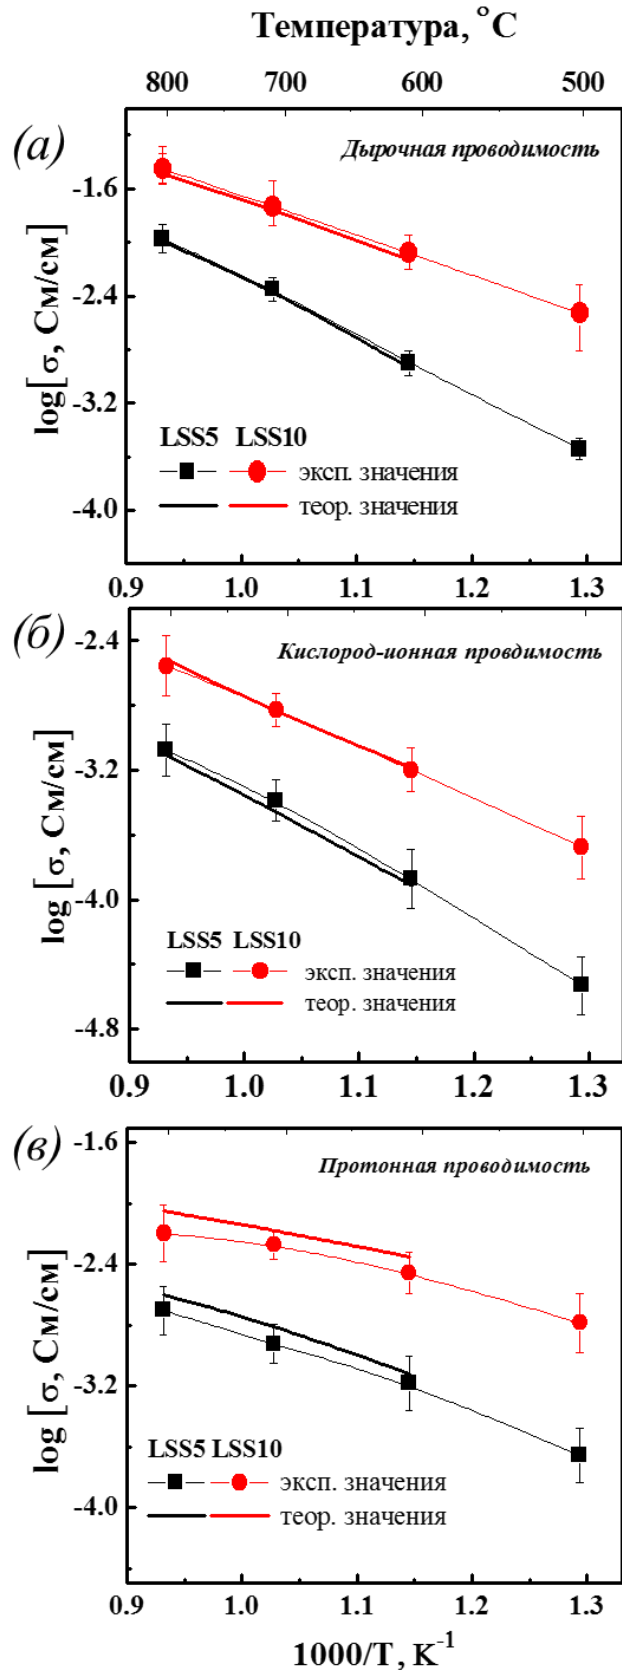 Температура, °С
800 700 600 500
(а)
Дырочная проводимость
log[σ, См/см]
-1.6
-2.4
-3.2
-4.0
LSS5 LSS10
эксп. значения
теор. значения
0.9 1.0 1.1 1.2 1.3
(б)
Кислород-ионная провдимость
log [σ, См/см]
-2.4
-3.2
-4.0
-4.8
LSS5 LSS10
эксп. значения
теор. значения
0.9 1.0 1.1 1.2 1.3
(в)
Протонная проводимость
log [σ, См/см]
-1.6
-2.4
-3.2
-4.0
LSS5 LSS10
эксп. значения
теор. значения
0.9 1.0 1.1 1.2 1.3
1000/T, K⁻¹